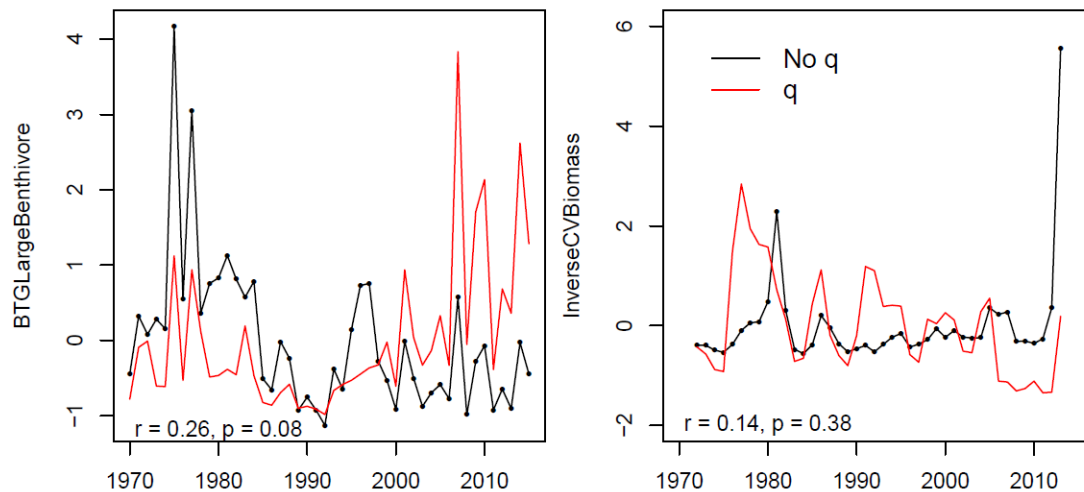 BTGLargeBenthivore
4
3
2
1
0
−1
r = 0.26, p = 0.08
1970 1980 1990 2000 2010
InverseCVBiomass
6
4
2
0
−2
No q
q
r = 0.14, p = 0.38
1970 1980 1990 2000 2010